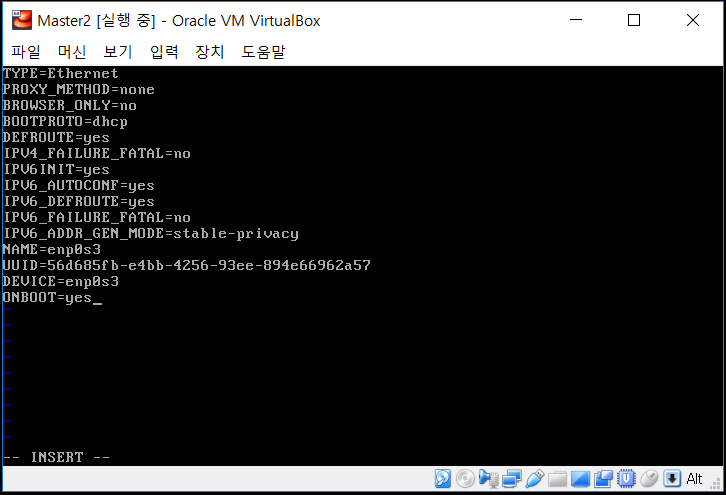 Master2 [실행 중] - Oracle VM VirtualBox
파일 머신 보기 입력 장치 도움말
TYPE=Ethernet
PROXY_METHOD=none
BROWSER_ONLY=no
BOOTPROTO=dhcp
DEFROUTE=yes
IPV4_FAILURE_FATAL=no
IPV6INIT=yes
IPV6_AUTOCONF=yes
IPV6_DEFROUTE=yes
IPV6_FAILURE_FATAL=no
IPV6_ADDR_GEN_MODE=stable-privacy
NAME=enp0s3
UUID=56d685fb-e4bb-4256-93ee-894e66962a57
DEVICE=enp0s3
ONBOOT=yes_
~
~
~
~
~
~
~
~
~
-- INSERT --
Alt